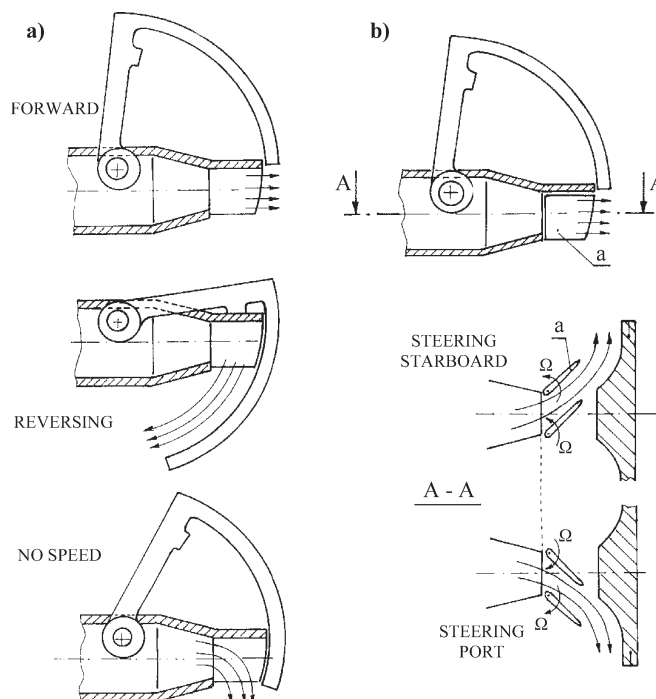 a)
FORWARD
REVERSING
NO SPEED
b)
A
A
a
STEERING
STARBOARD
a
Ω
Ω
A - A
Ω
Ω
STEERING
PORT